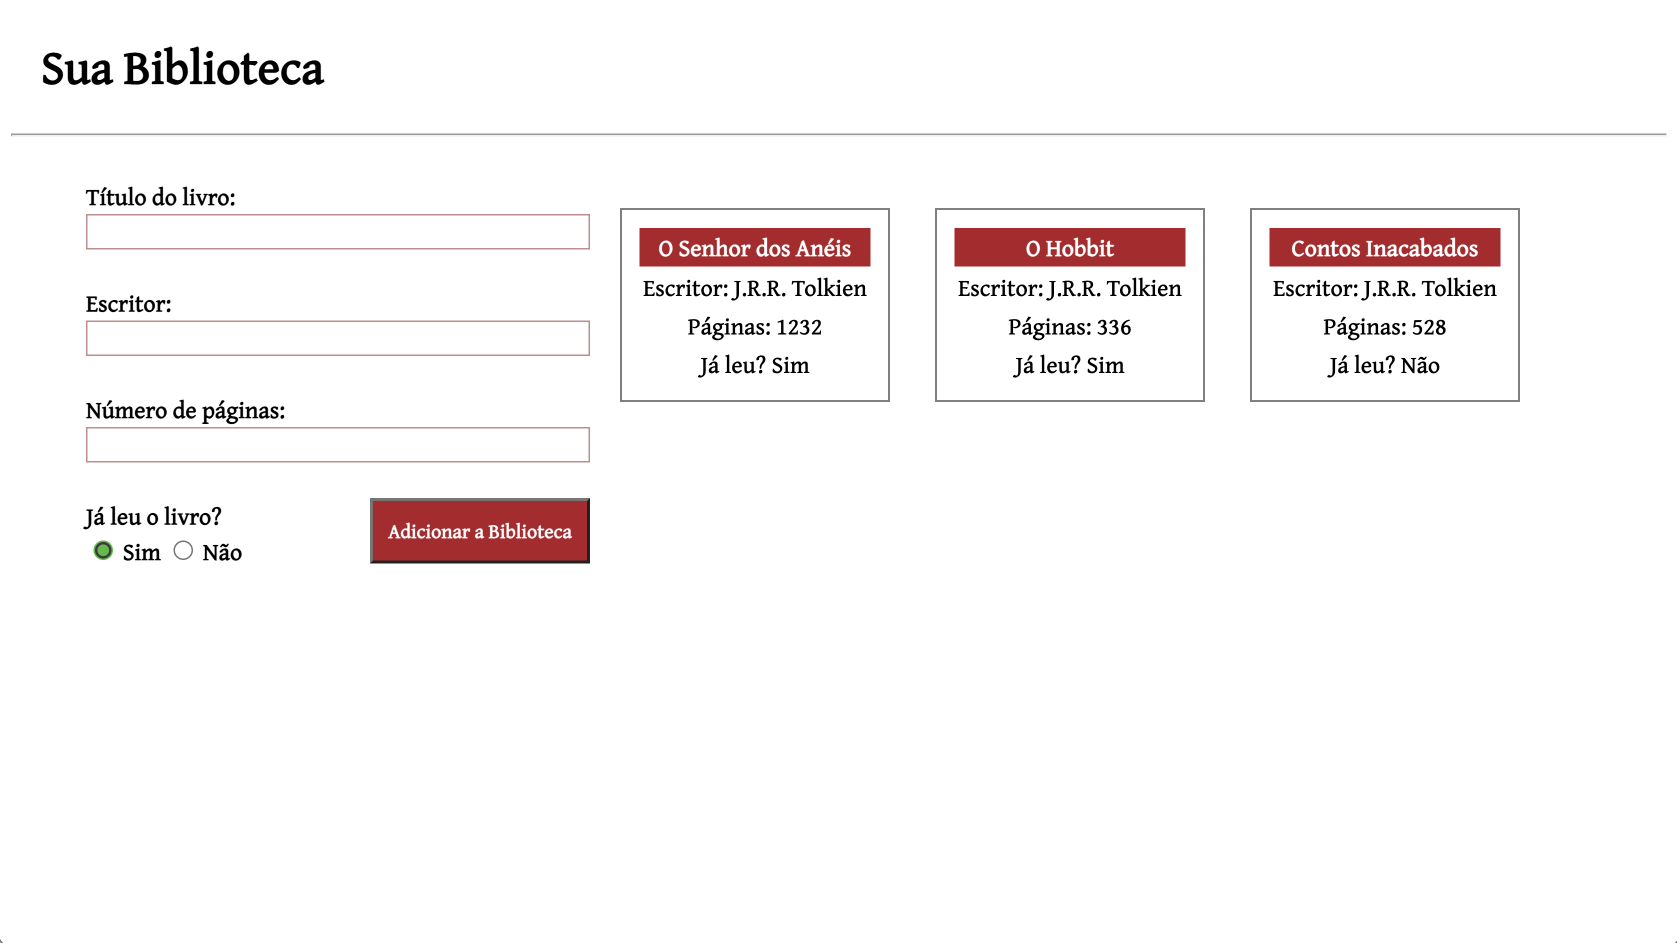 Sua Biblioteca
Título do livro:
Escritor:
Número de páginas:
Já leu o livro?
Sim Não
Adicionar a Biblioteca
O Senhor dos Anéis
Escritor: J.R.R. Tolkien
Páginas: 1232
Já leu? Sim
O Hobbit
Escritor: J.R.R. Tolkien
Páginas: 336
Já leu? Sim
Contos Inacabados
Escritor: J.R.R. Tolkien
Páginas: 528
Já leu? Não